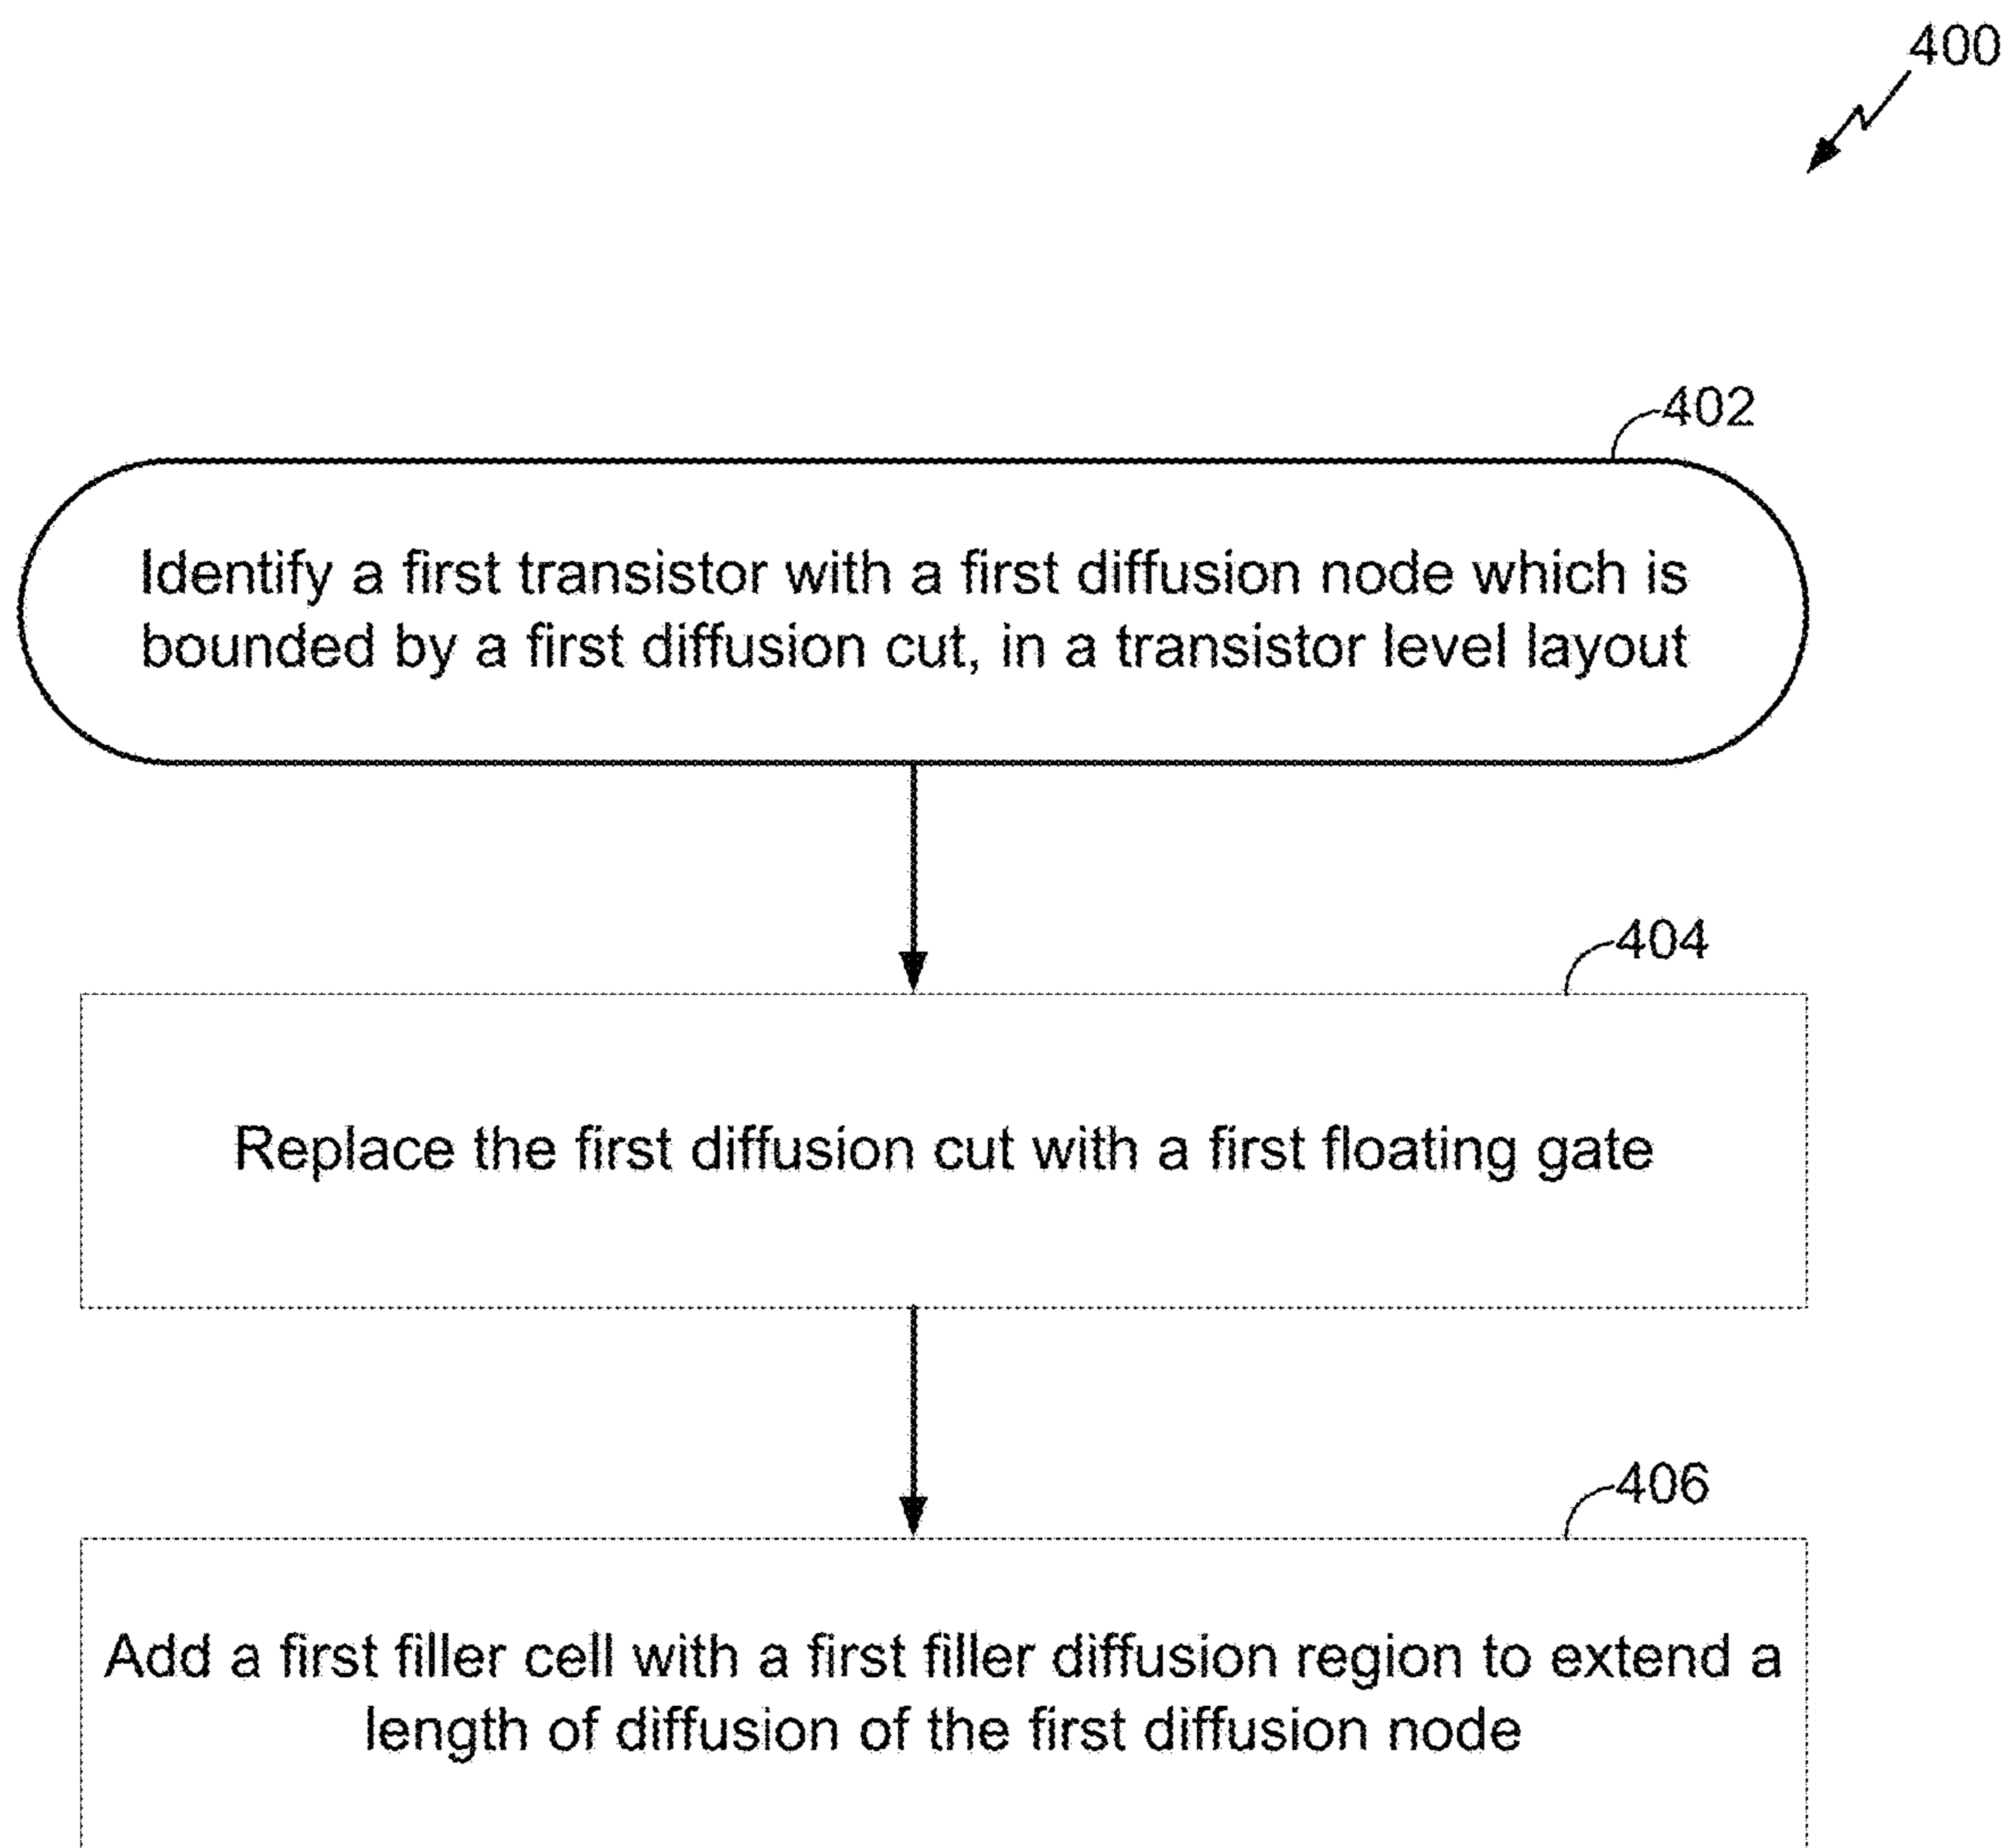 400
402
Identify a first transistor with a first diffusion node which is
bounded by a first diffusion cut, in a transistor level layout
404
Replace the first diffusion cut with a first floating gate
406
Add a first filler cell with a first filler diffusion region to extend a
length of diffusion of the first diffusion node